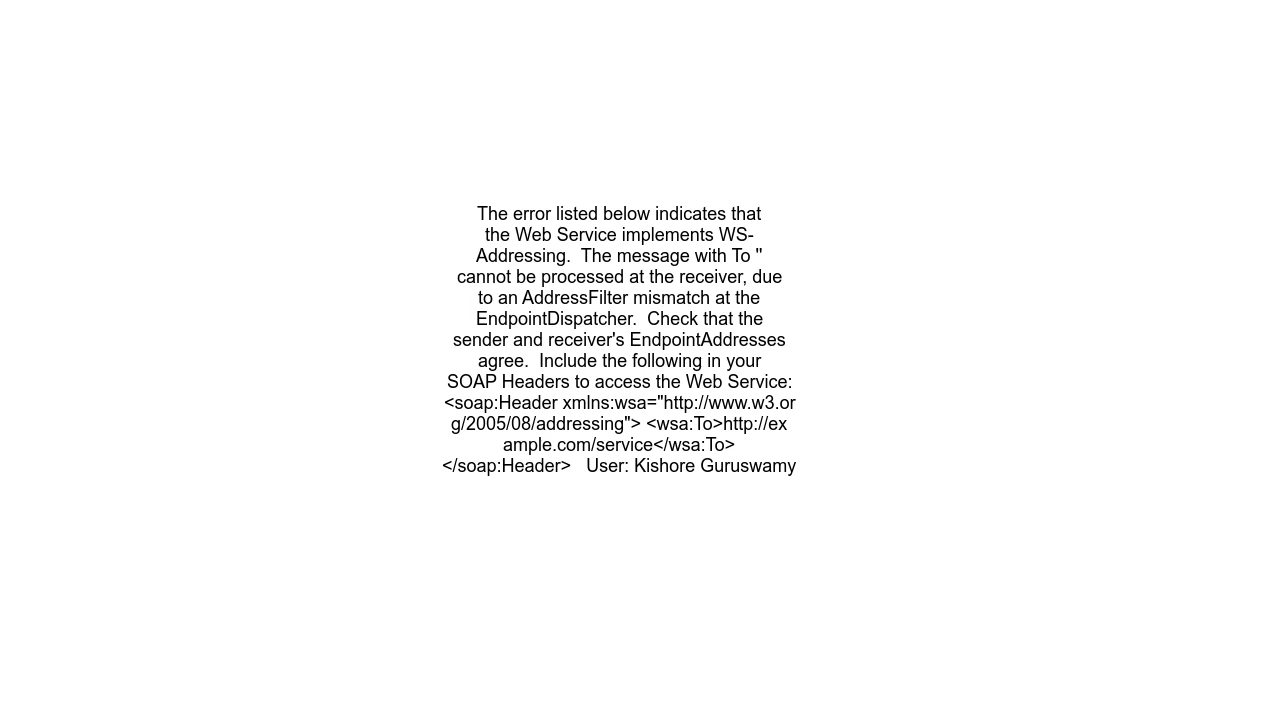 The error listed below indicates that
the Web Service implements WS-
Addressing.  The message with To ''
cannot be processed at the receiver, due
to an AddressFilter mismatch at the
EndpointDispatcher.  Check that the
sender and receiver's EndpointAddresses
agree.  Include the following in your
SOAP Headers to access the Web Service:
<soap:Header xmlns:wsa="http://www.w3.or
g/2005/08/addressing"> <wsa:To>http://ex
ample.com/service</wsa:To>
</soap:Header>   User: Kishore Guruswamy